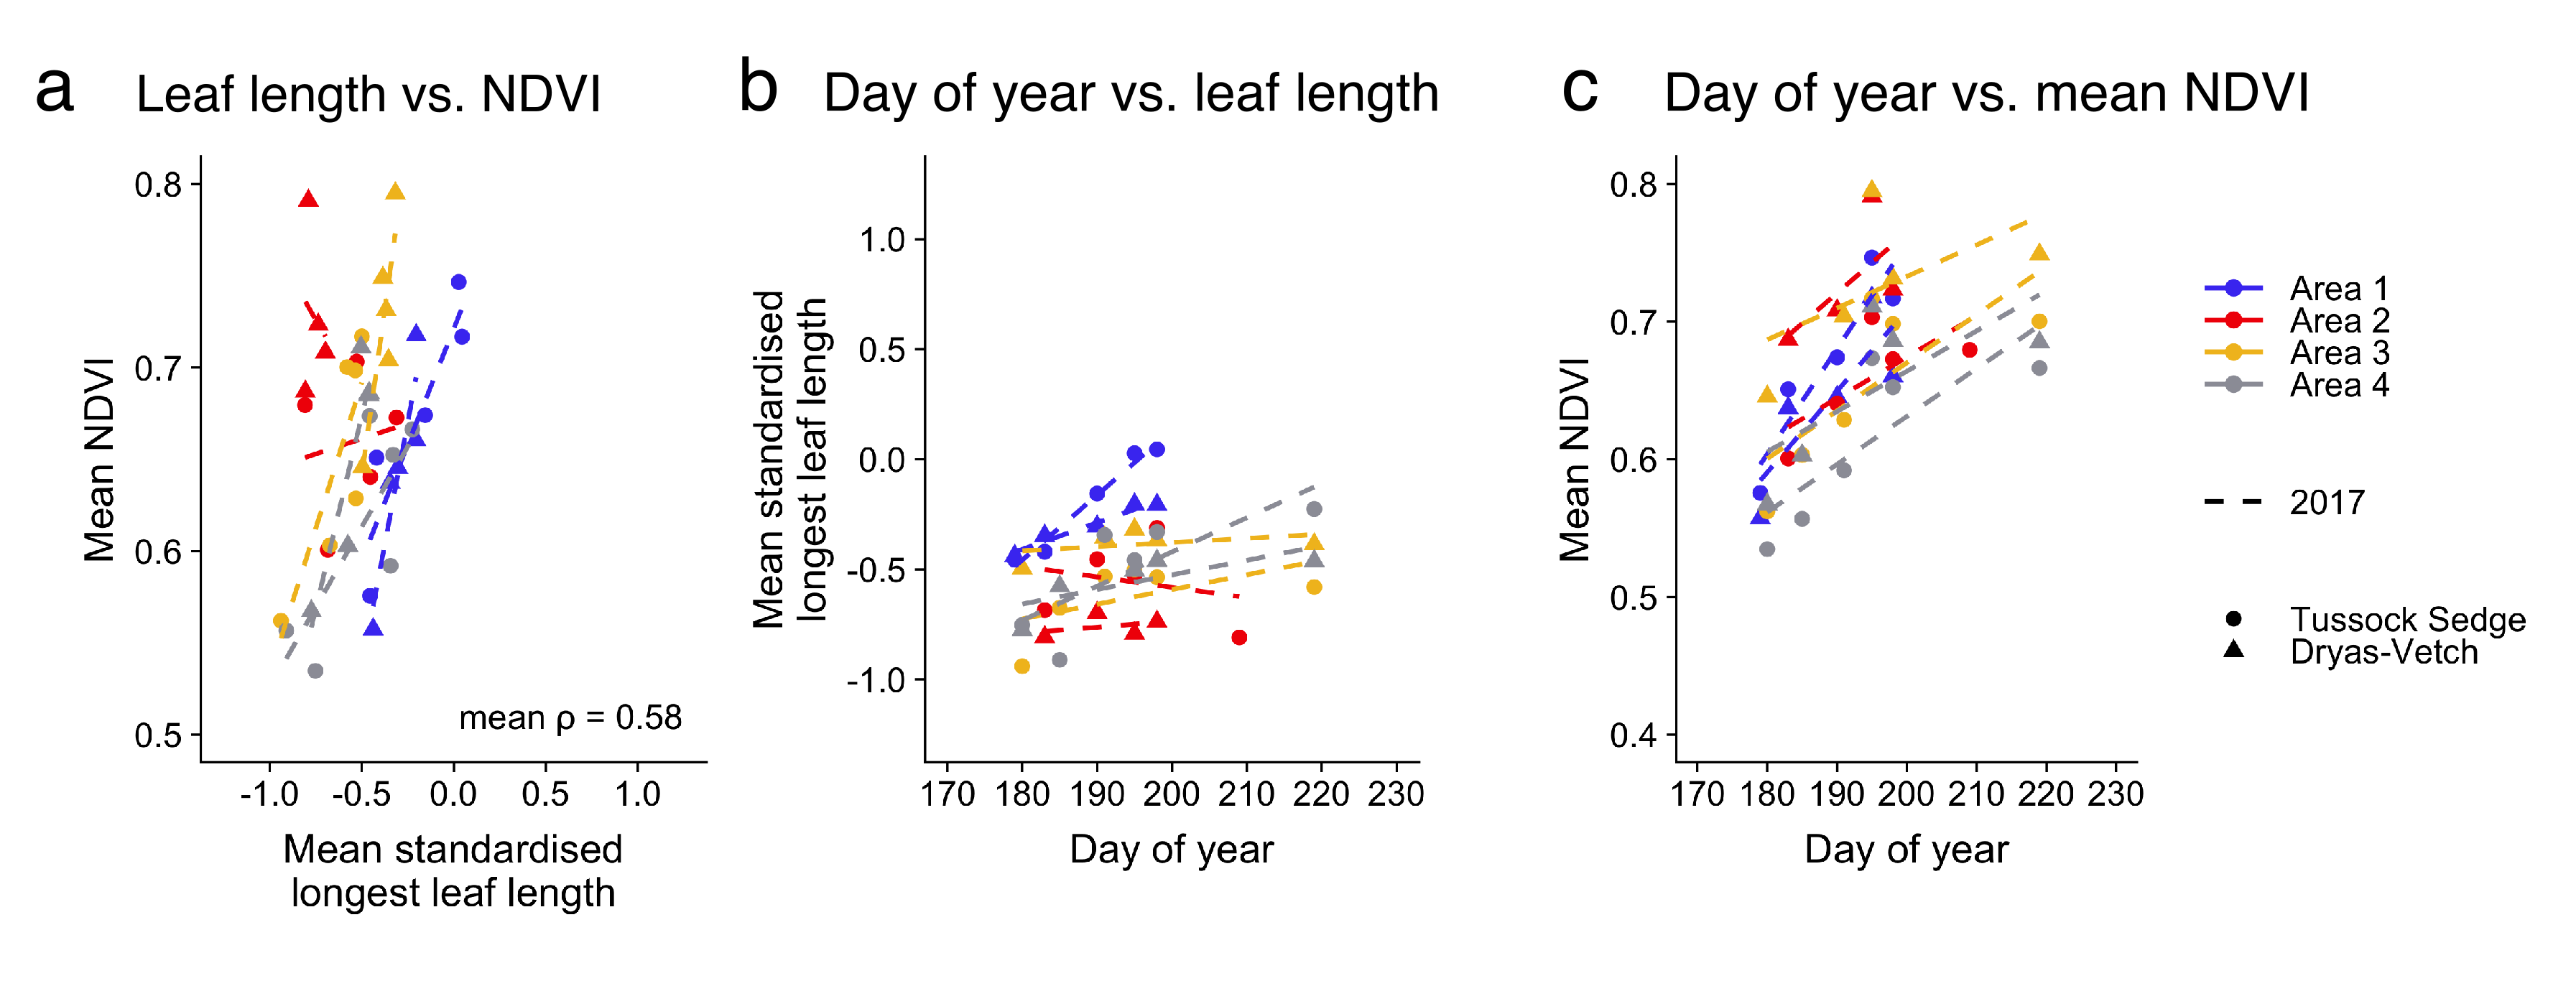 a Leaf length vs. NDVI
0.8
0.7
0.6
0.5
Mean NDVI
mean ρ = 0.58
-1.0 -0.5 0.0 0.5 1.0
Mean standardised
longest leaf length
b Day of year vs. leaf length
1.0
0.5
0.0
-0.5
-1.0
Mean standardised
longest leaf length
170 180 190 200 210 220 230
Day of year
c Day of year vs. mean NDVI
0.8
0.7
0.6
0.5
0.4
Mean NDVI
170 180 190 200 210 220 230
Day of year
Area 1
Area 2
Area 3
Area 4
2017
Tussock Sedge
Dryas-Vetch